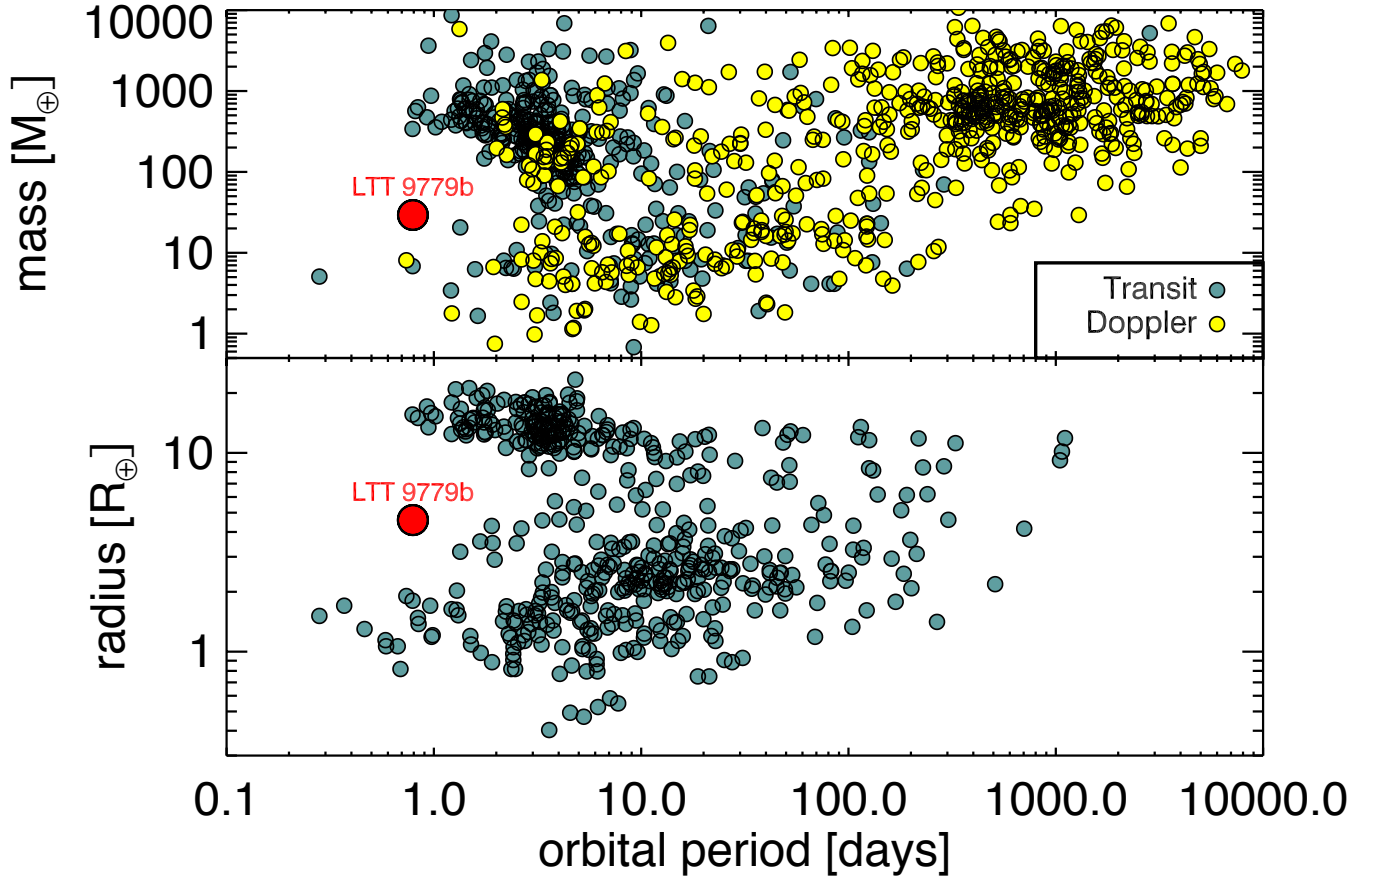 10000
1000
100
10
1
mass [M⊕]
LTT 9779b
Transit
Doppler
10
1
radius [R⊕]
LTT 9779b
0.1 1.0 10.0 100.0 1000.0 10000.0
orbital period [days]